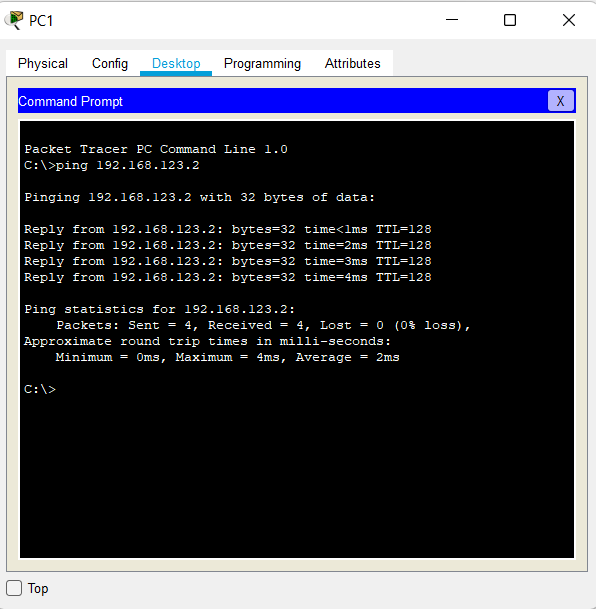 PC1
Physical Config Desktop Programming Attributes
Command Prompt X
Packet Tracer PC Command Line 1.0
C:\>ping 192.168.123.2
Pinging 192.168.123.2 with 32 bytes of data:
Reply from 192.168.123.2: bytes=32 time<1ms TTL=128
Reply from 192.168.123.2: bytes=32 time=2ms TTL=128
Reply from 192.168.123.2: bytes=32 time=3ms TTL=128
Reply from 192.168.123.2: bytes=32 time=4ms TTL=128
Ping statistics for 192.168.123.2:
    Packets: Sent = 4, Received = 4, Lost = 0 (0% loss),
Approximate round trip times in milli-seconds:
    Minimum = 0ms, Maximum = 4ms, Average = 2ms
C:\>
Top